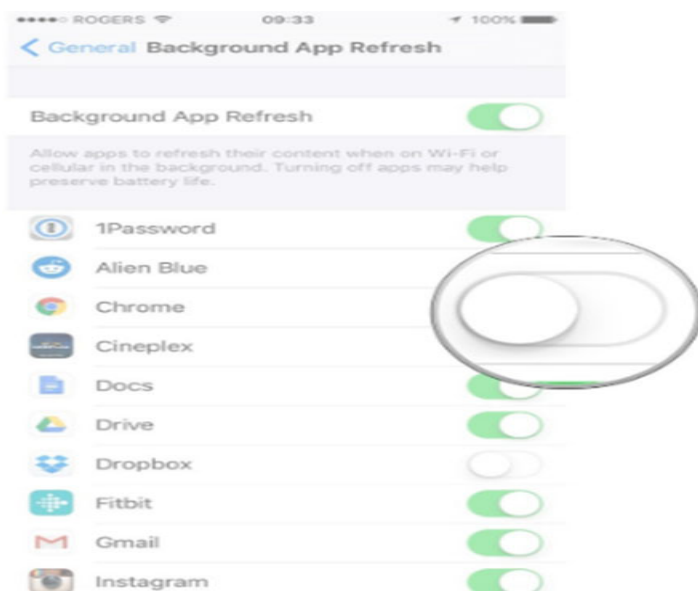 ROGERS 09:33 100%
General Background App Refresh
Background App Refresh
Allow apps to refresh their content when on Wi-Fi or
cellular in the background. Turning off apps may help
preserve battery life.
1Password
Alien Blue
Chrome
Cineplex
Docs
Drive
Dropbox
Fitbit
Gmail
Instagram